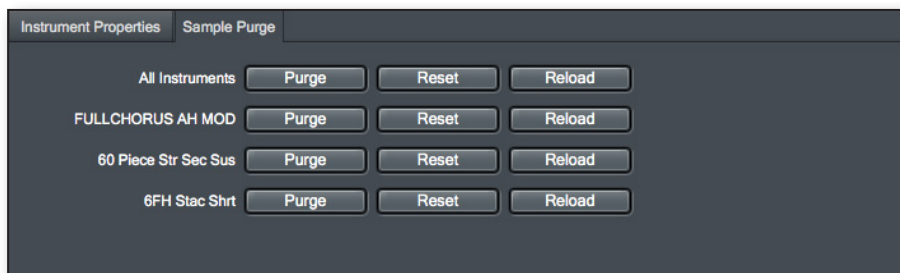 Instrument Properties Sample Purge
All Instruments Purge Reset Reload
FULLCHORUS AH MOD Purge Reset Reload
60 Piece Str Sec Sus Purge Reset Reload
6FH Stac Shrt Purge Reset Reload